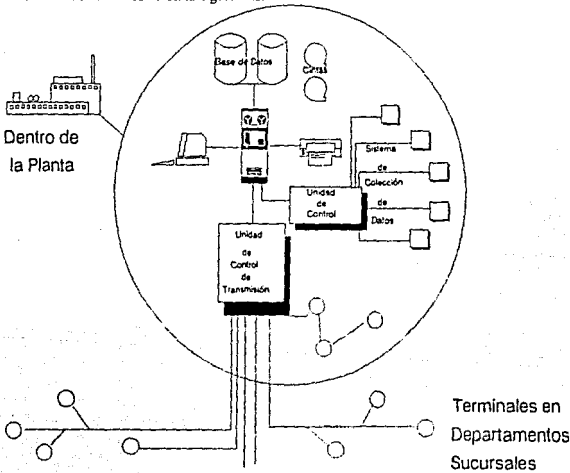 Base de Datos
Cintas
Dentro de
la Planta
Sistema
de
Colección
de
Datos
Unidad
de
Control
Unidad
de
Control
de
Transmisión
Terminales en
Departamentos
Sucursales